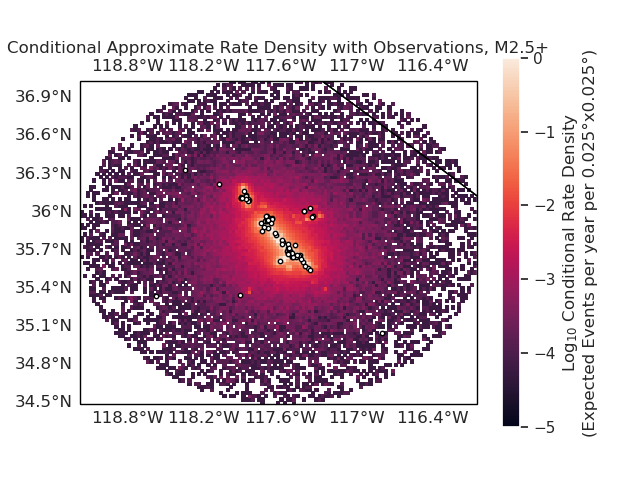 Conditional Approximate Rate Density with Observations, M2.5+
118.8°W 118.2°W 117.6°W 117°W 116.4°W
36.9°N
36.6°N
36.3°N
36°N
35.7°N
35.4°N
35.1°N
34.8°N
34.5°N
118.8°W 118.2°W 117.6°W 117°W 116.4°W
0
−1
−2
−3
−4
−5
Log₁₀ Conditional Rate Density
(Expected Events per year per 0.025°x0.025°)